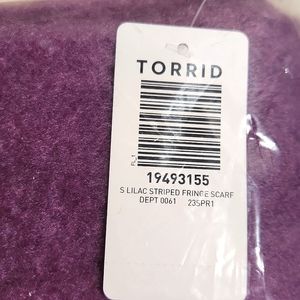 TORRID
19493155
S LILAC STRIPED FRINGE SCARF
DEPT 0061 23SPR1